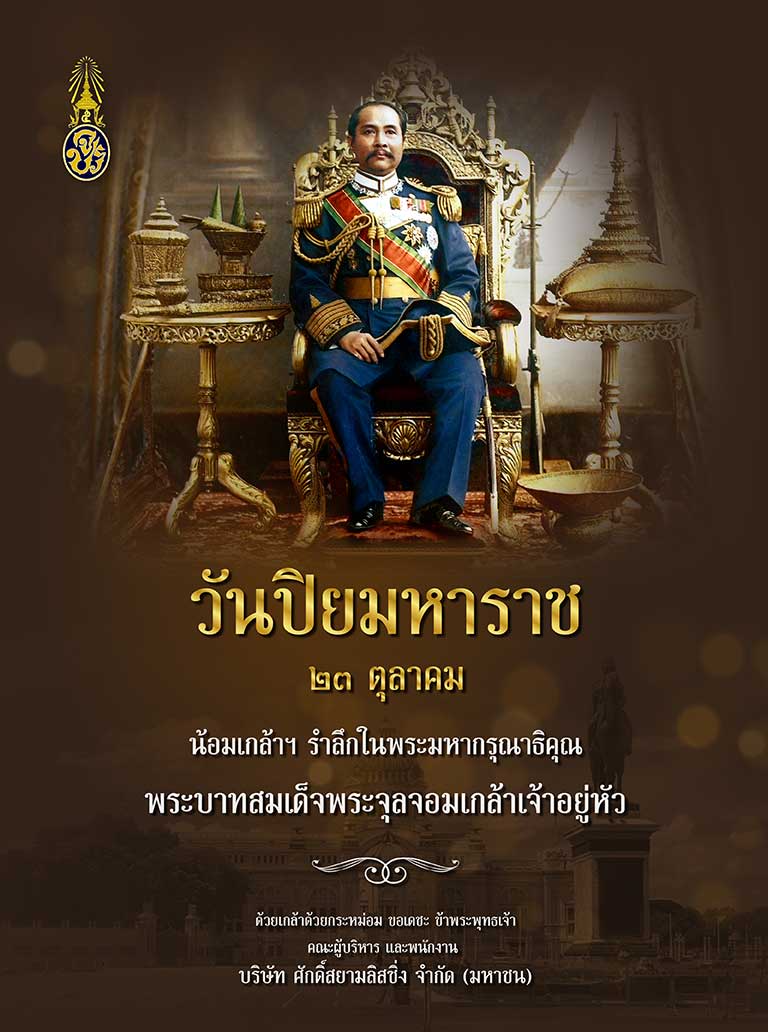 วันปิยมหาราช
๒๓ ตุลาคม
น้อมเกล้าฯ รำลึกในพระมหากรุณาธิคุณ
พระบาทสมเด็จพระจุลจอมเกล้าเจ้าอยู่หัว
ด้วยเกล้าด้วยกระหม่อม ขอเดชะ ข้าพระพุทธเจ้า
คณะผู้บริหาร และพนักงาน
บริษัท ศักดิ์สยามลิสซิ่ง จำกัด (มหาชน)